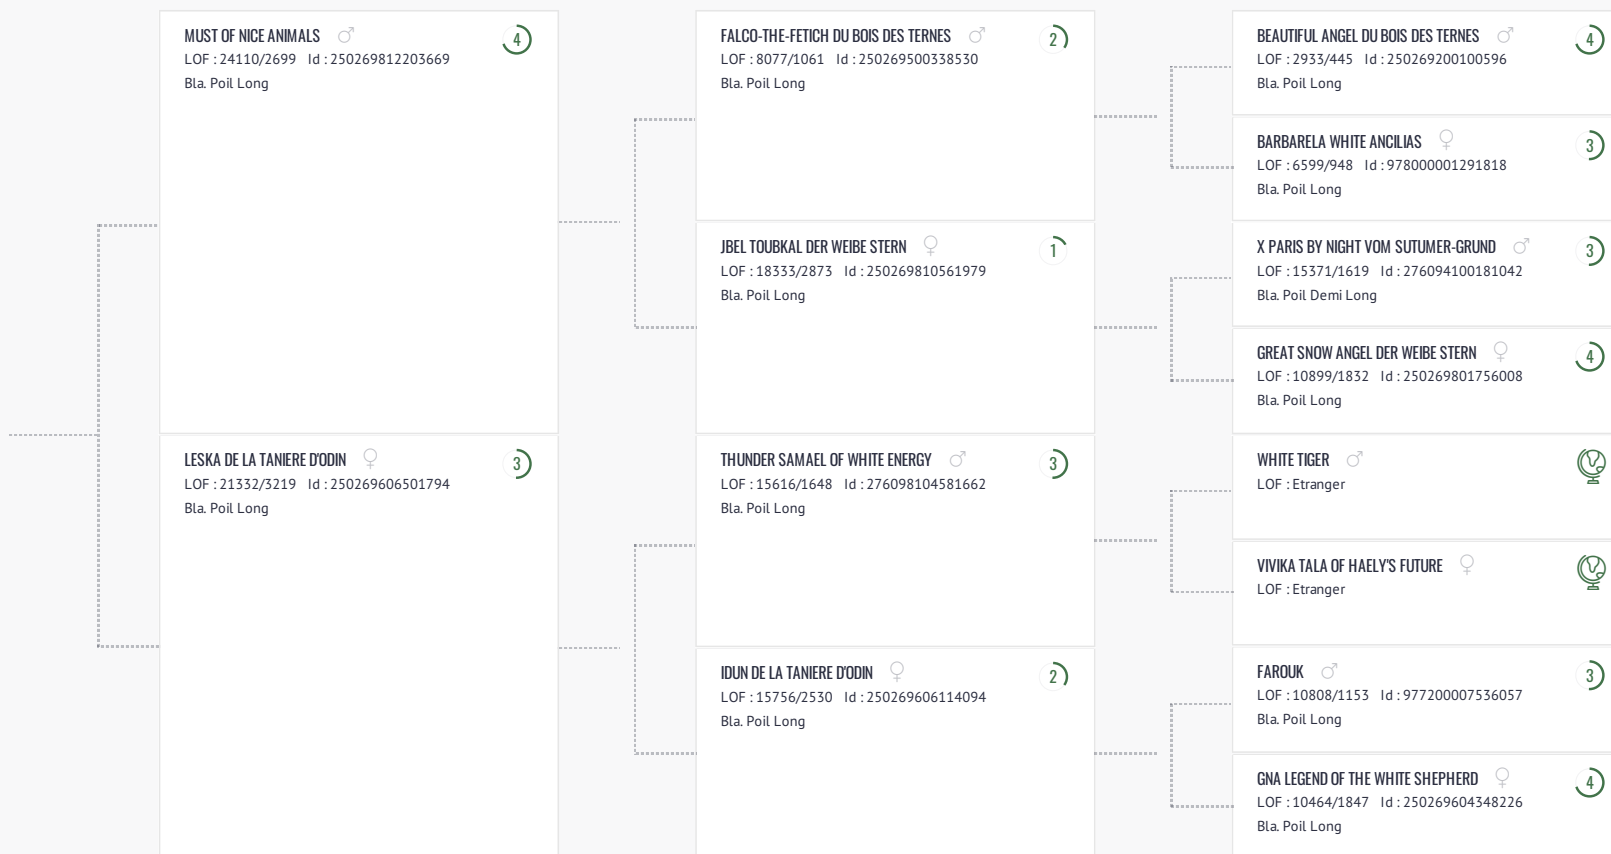 MUST OF NICE ANIMALS ♂ 4
LOF : 24110/2699 Id : 250269812203669
Bla. Poil Long
LESKA DE LA TANIERE D'ODIN ♀ 3
LOF : 21332/3219 Id : 250269606501794
Bla. Poil Long
FALCO-THE-FETICH DU BOIS DES TERNES ♂ 2
LOF : 8077/1061 Id : 250269500338530
Bla. Poil Long
JBEL TOUBKAL DER WEIBE STERN ♀ 1
LOF : 18333/2873 Id : 250269810561979
Bla. Poil Long
THUNDER SAMAEL OF WHITE ENERGY ♂ 3
LOF : 15616/1648 Id : 276098104581662
Bla. Poil Long
IDUN DE LA TANIERE D'ODIN ♀ 2
LOF : 15756/2530 Id : 250269606114094
Bla. Poil Long
BEAUTIFUL ANGEL DU BOIS DES TERNES ♂ 4
LOF : 2933/445 Id : 250269200100596
Bla. Poil Long
BARBARELA WHITE ANCILIAS ♀ 3
LOF : 6599/948 Id : 978000001291818
Bla. Poil Long
X PARIS BY NIGHT VOM SUTUMER-GRUND ♂ 3
LOF : 15371/1619 Id : 276094100181042
Bla. Poil Demi Long
GREAT SNOW ANGEL DER WEIBE STERN ♀ 4
LOF : 10899/1832 Id : 250269801756008
Bla. Poil Long
WHITE TIGER ♂
LOF : Etranger
VIVIKA TALA OF HAELY'S FUTURE ♀
LOF : Etranger
FAROUK ♂ 3
LOF : 10808/1153 Id : 977200007536057
Bla. Poil Long
GNA LEGEND OF THE WHITE SHEPHERD ♀ 4
LOF : 10464/1847 Id : 250269604348226
Bla. Poil Long